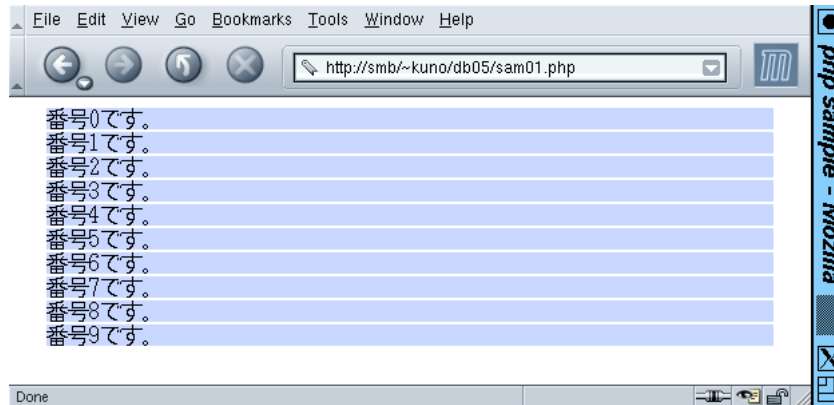 File Edit View Go Bookmarks Tools Window Help
http://smb/~kuno/db05/sam01.php
番号0です。
番号1です。
番号2です。
番号3です。
番号4です。
番号5です。
番号6です。
番号7です。
番号8です。
番号9です。
Done
php sample - Mozilla